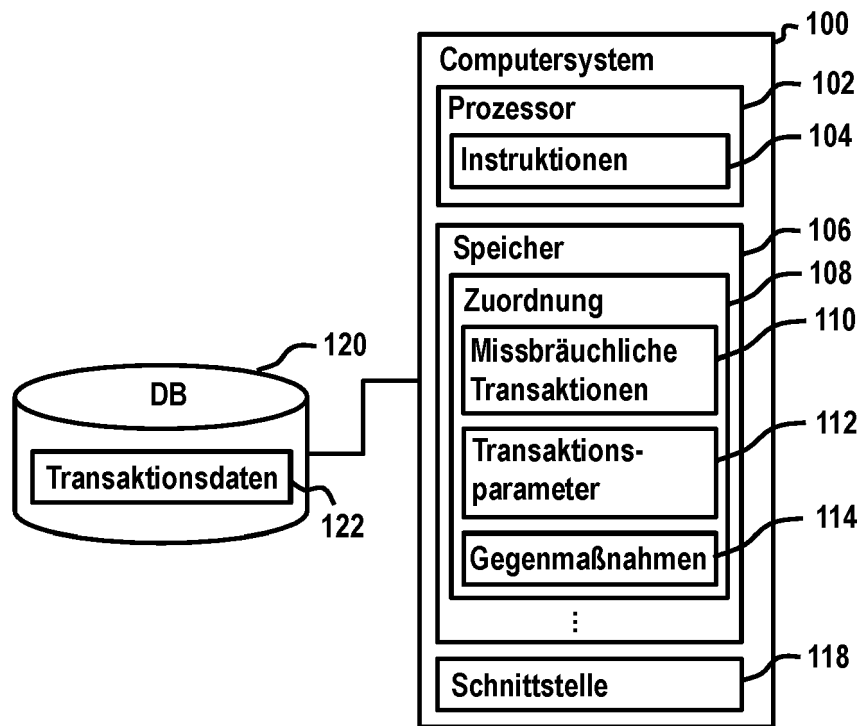 100
Computersystem
102
Prozessor
104
Instruktionen
106
Speicher
108
Zuordnung
110
Missbräuchliche
Transaktionen
112
Transaktions-
parameter
114
Gegenmaßnahmen
⋮
118
Schnittstelle
120
DB
Transaktionsdaten
122